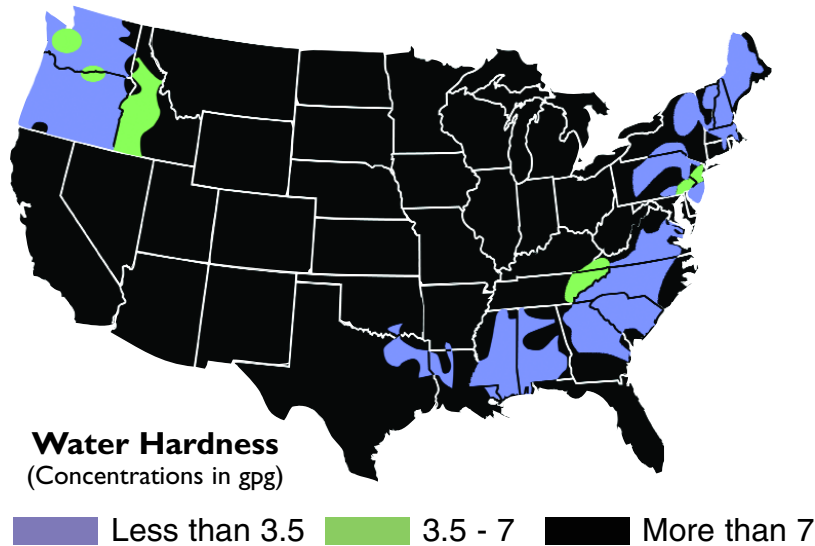 Water Hardness
(Concentrations in gpg)
Less than 3.5 3.5 - 7 More than 7